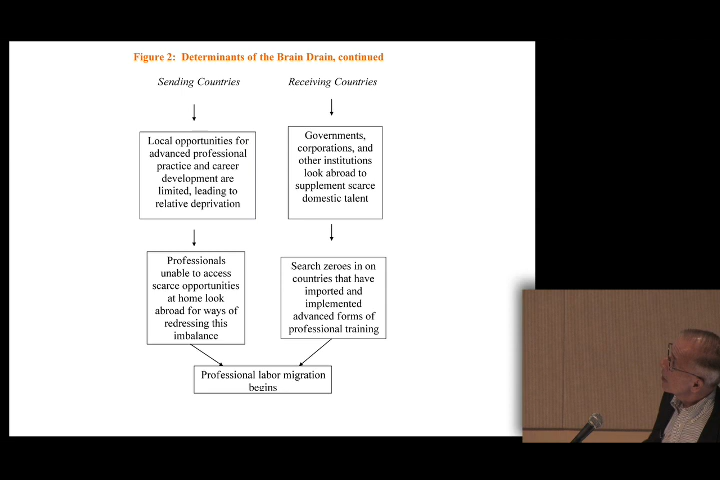 Figure 2: Determinants of the Brain Drain, continued
Sending Countries
Receiving Countries
Local opportunities for
advanced professional
practice and career
development are
limited, leading to
relative deprivation
Governments,
corporations, and
other institutions
look abroad to
supplement scarce
domestic talent
Professionals
unable to access
scarce opportunities
at home look
abroad for ways of
redressing this
imbalance
Search zeroes in on
countries that have
imported and
implemented
advanced forms of
professional training
Professional labor migration
begins